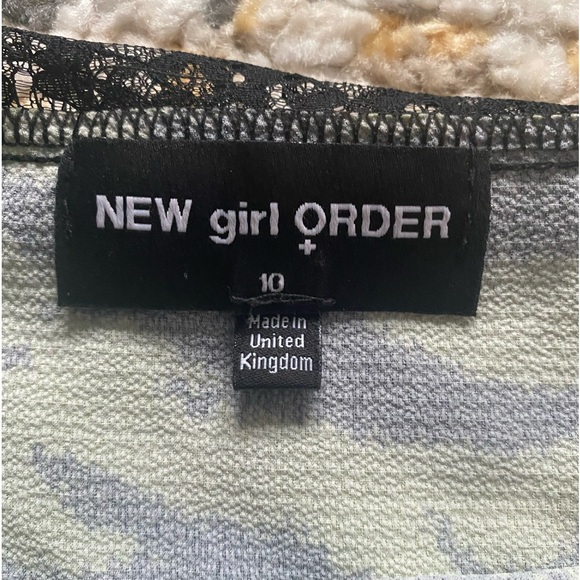 NEW girl ORDER
10
Made in
United
Kingdom